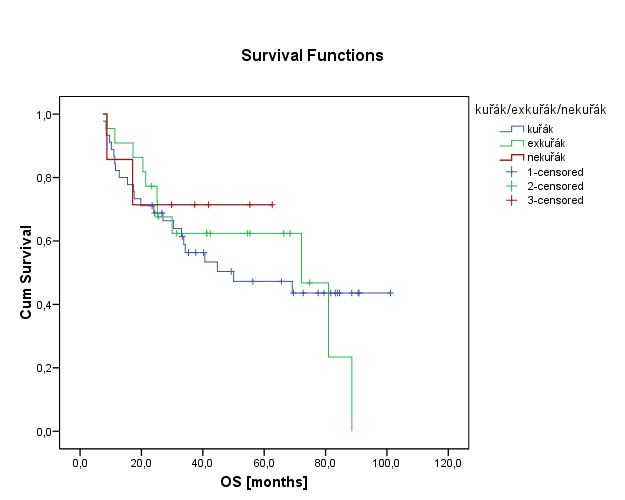 Survival Functions
kuřák/exkuřák/nekuřák
kuřák
exkuřák
nekuřák
1-censored
2-censored
3-censored
Cum Survival
1,0
0,8
0,6
0,4
0,2
0,0
0,0 20,0 40,0 60,0 80,0 100,0 120,0
OS [months]